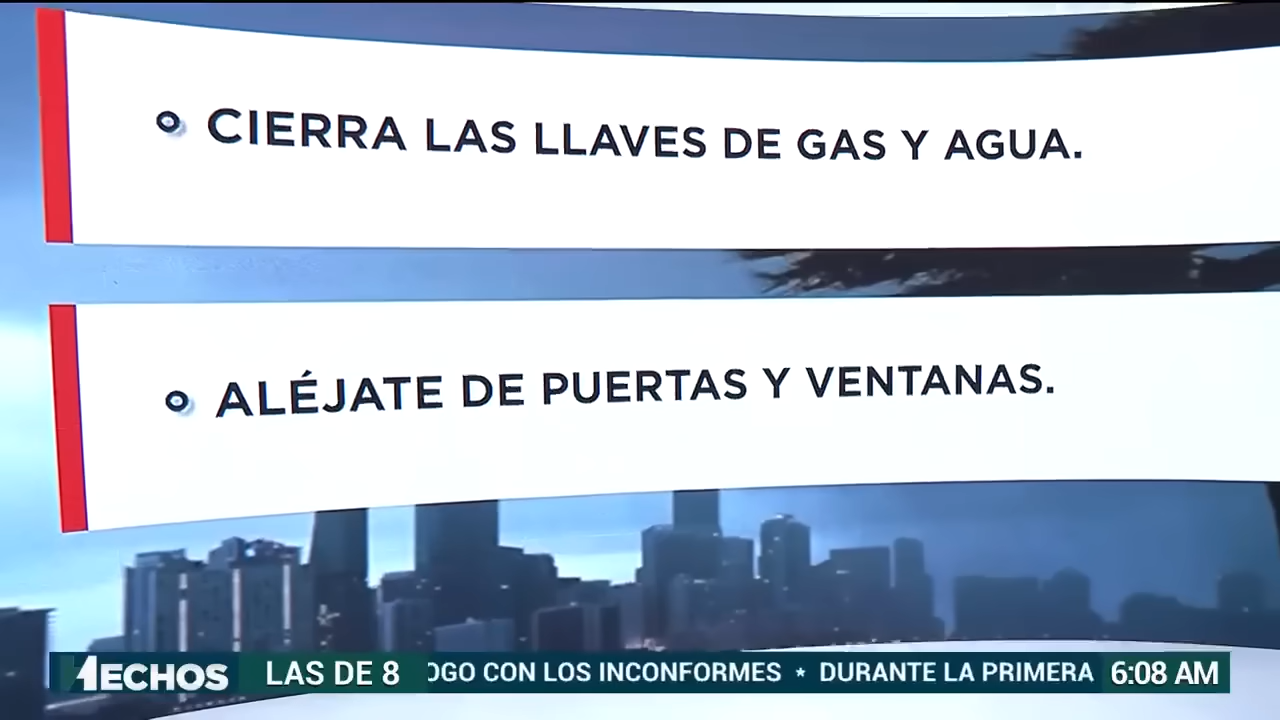 CIERRA LAS LLAVES DE GAS Y AGUA.
ALÉJATE DE PUERTAS Y VENTANAS.
HECHOS LAS DE 8 OGO CON LOS INCONFORMES * DURANTE LA PRIMERA 6:08 AM